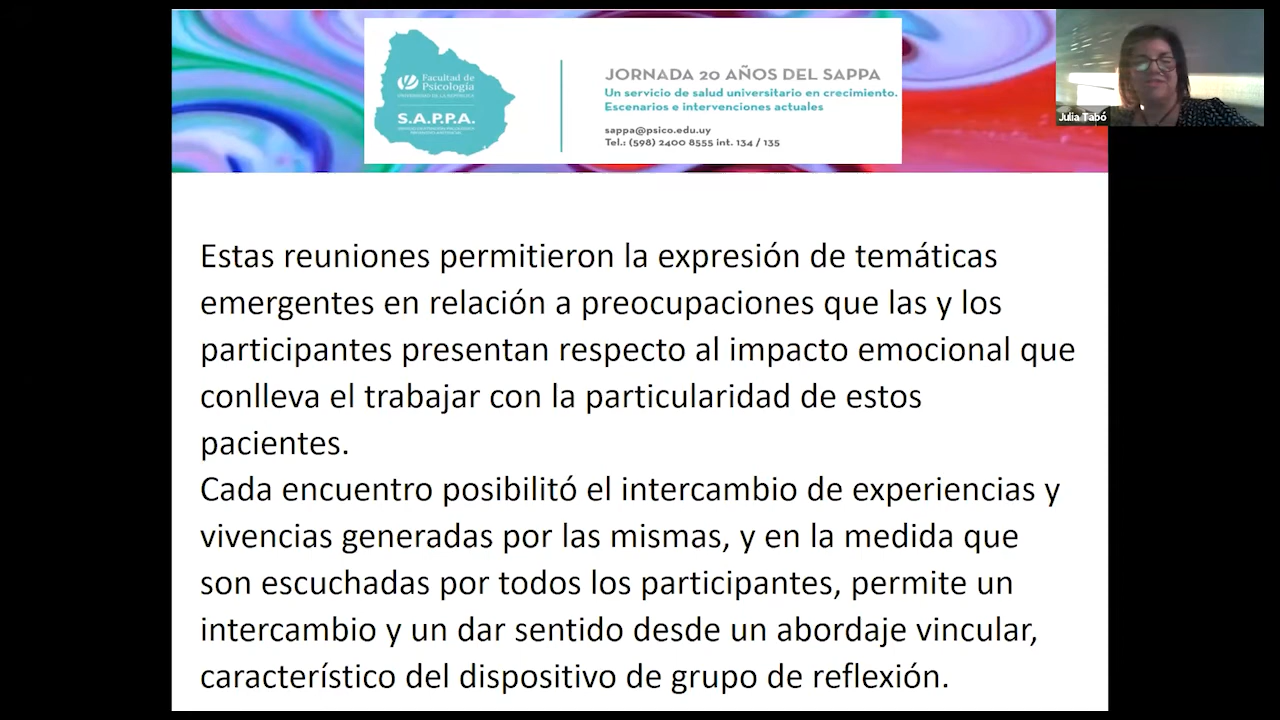 Facultad de
Psicología
UNIVERSIDAD DE LA REPÚBLICA
S.A.P.P.A.
JORNADA 20 AÑOS DEL SAPPA
Un servicio de salud universitario en crecimiento.
Escenarios e intervenciones actuales
sappa@psico.edu.uy
Tel.: (598) 2400 8555 int. 134 / 135
Julia Tabó
Estas reuniones permitieron la expresión de temáticas
emergentes en relación a preocupaciones que las y los
participantes presentan respecto al impacto emocional que
conlleva el trabajar con la particularidad de estos
pacientes.
Cada encuentro posibilitó el intercambio de experiencias y
vivencias generadas por las mismas, y en la medida que
son escuchadas por todos los participantes, permite un
intercambio y un dar sentido desde un abordaje vincular,
característico del dispositivo de grupo de reflexión.